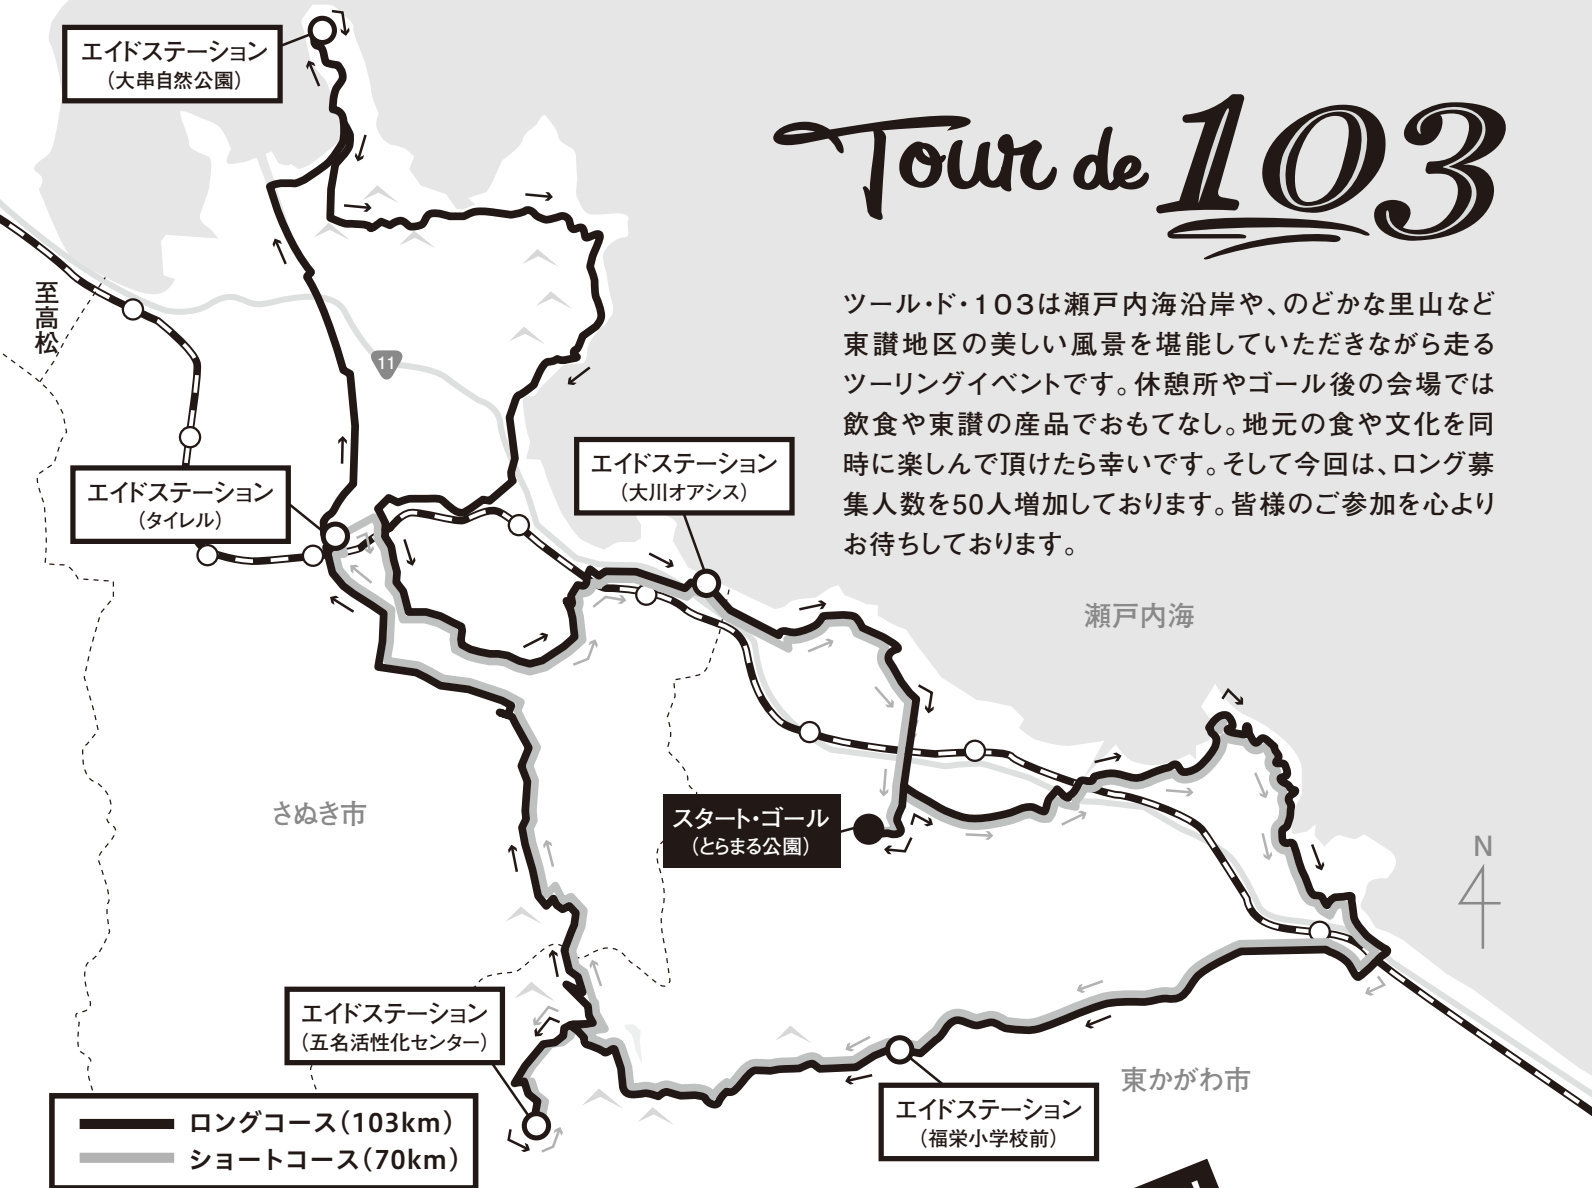 エイドステーション
（大串自然公園）
Tour de 103
ツール・ド・103は瀬戸内海沿岸や、のどかな里山など
東讃地区の美しい風景を堪能していただきながら走る
ツーリングイベントです。休憩所やゴール後の会場では
飲食や東讃の産品でおもてなし。地元の食や文化を同
時に楽しんで頂けたら幸いです。そして今回は、ロング募
集人数を50人増加しております。皆様のご参加を心より
お待ちしております。
至高松
11
エイドステーション
（タイレル）
エイドステーション
（大川オアシス）
瀬戸内海
さぬき市
スタート・ゴール
（とらまる公園）
N
エイドステーション
（五名活性化センター）
東かがわ市
エイドステーション
（福栄小学校前）
ロングコース（103km）
ショートコース（70km）